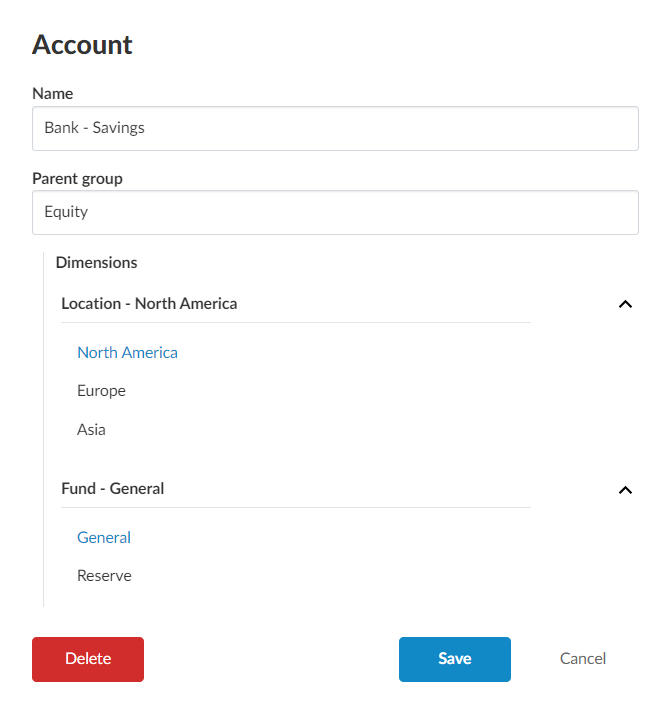 Account
Name
Bank - Savings
Parent group
Equity
Dimensions
Location - North America
North America
Europe
Asia
Fund - General
General
Reserve
Delete
Save
Cancel